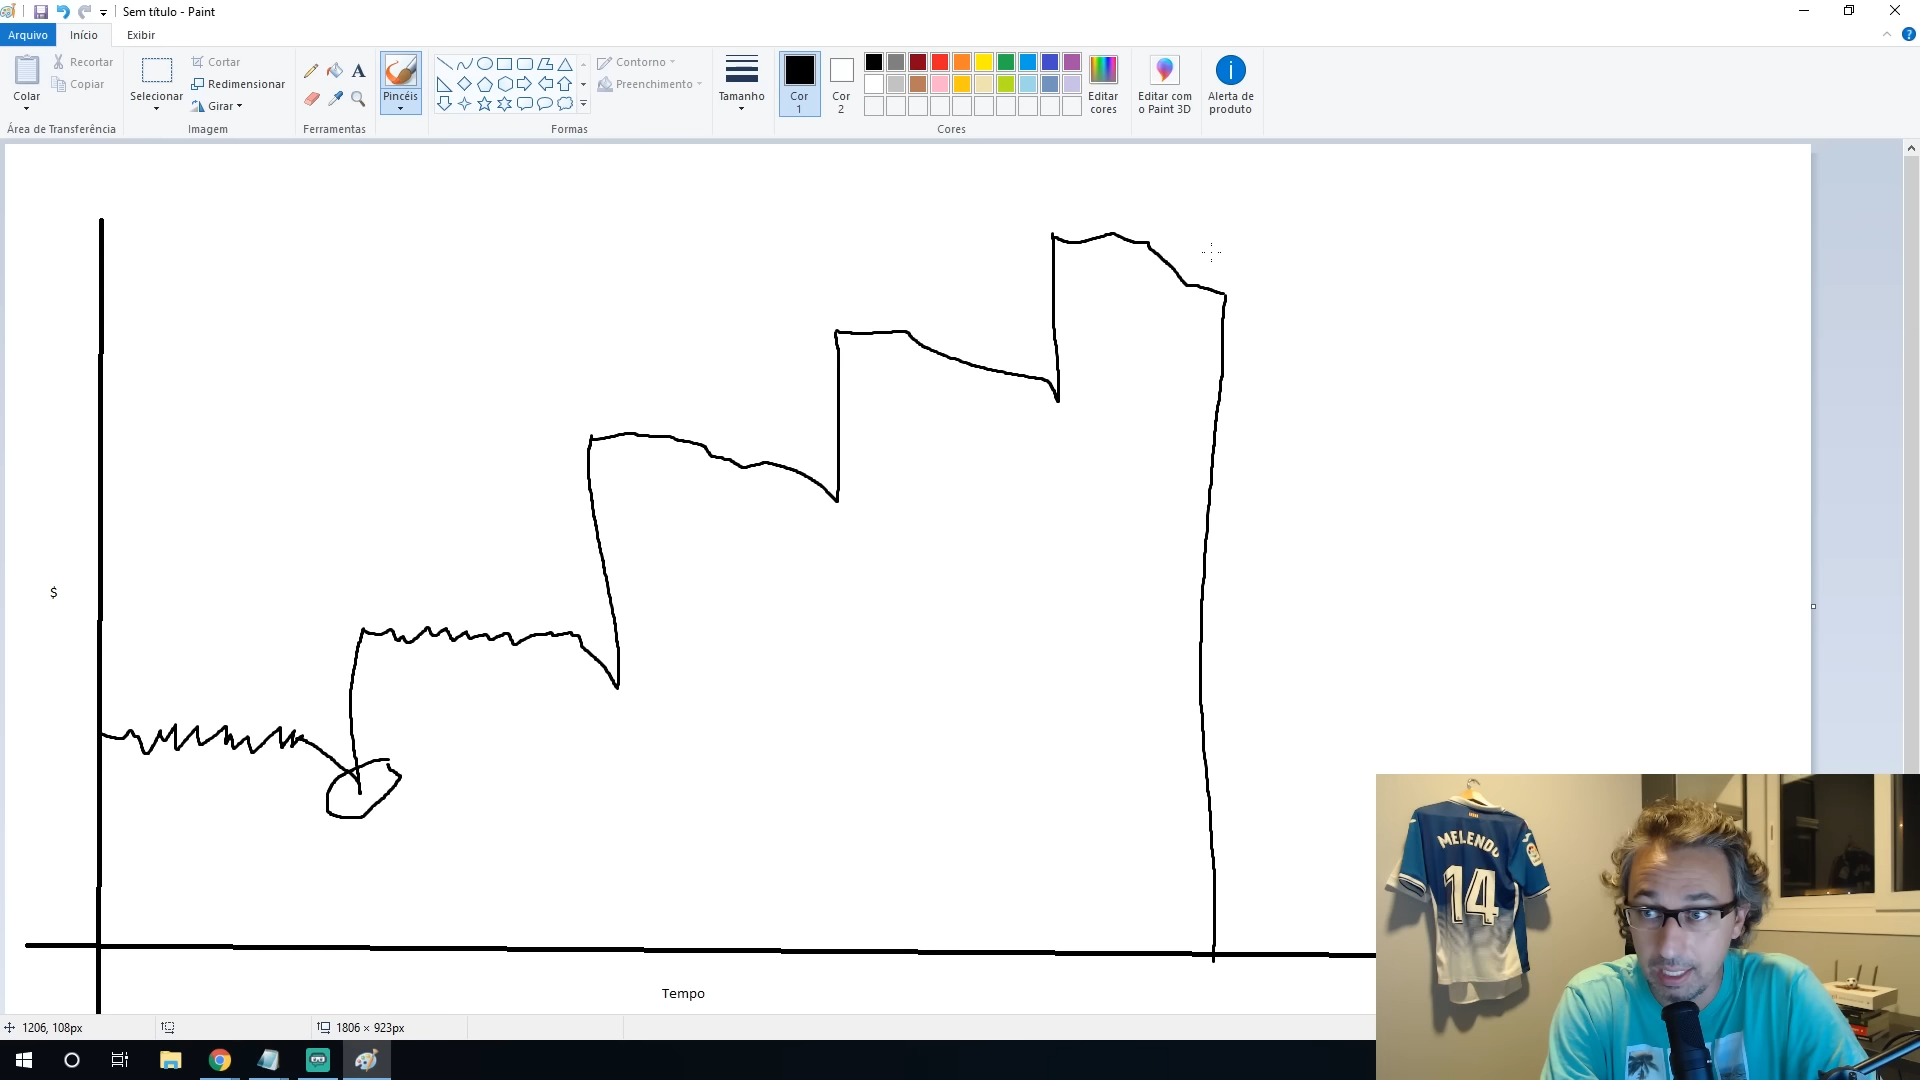 Sem título - Paint
Arquivo
Início
Exibir
Colar
Recortar
Copiar
Área de Transferência
Selecionar
Cortar
Redimensionar
Girar
Imagem
A
Ferramentas
Pincéis
Contorno
Preenchimento
Formas
Tamanho
Cor
1
Cor
2
Editar
cores
Cores
Editar com
o Paint 3D
Alerta de
produto
$
Tempo
MELENDO
14
1206, 108px
1806 × 923px